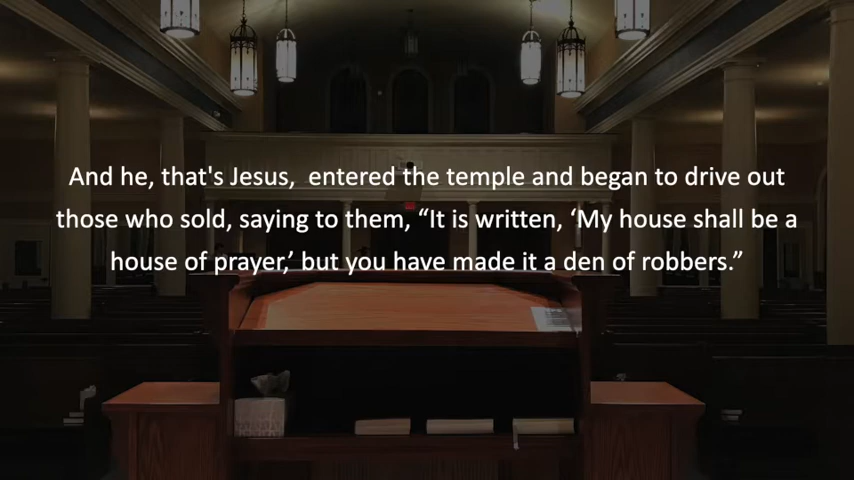 And he, that's Jesus,  entered the temple and began to drive out
those who sold, saying to them, “It is written, ‘My house shall be a
house of prayer,’ but you have made it a den of robbers.”